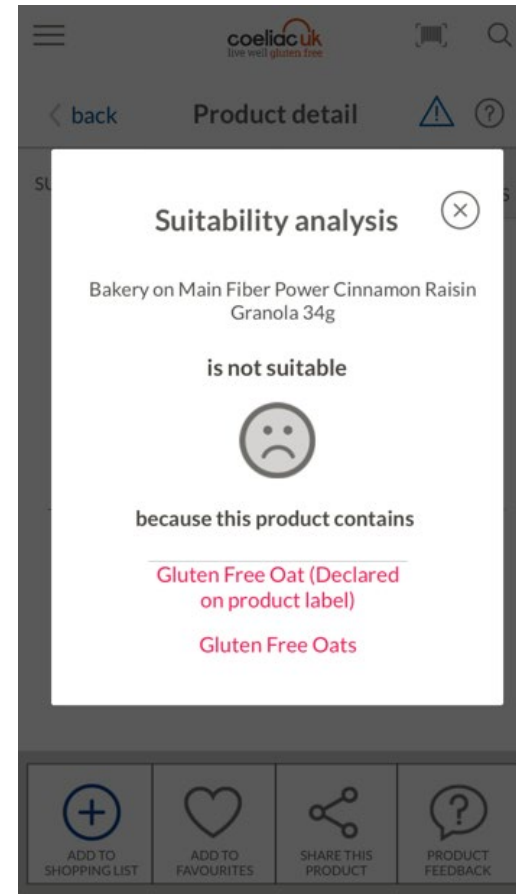 coeliac uk
live well gluten free
back
Product detail
SU
S
Suitability analysis
Bakery on Main Fiber Power Cinnamon Raisin
Granola 34g
is not suitable
because this product contains
Gluten Free Oat (Declared
on product label)
Gluten Free Oats
ADD TO
SHOPPING LIST
ADD TO
FAVOURITES
SHARE THIS
PRODUCT
PRODUCT
FEEDBACK